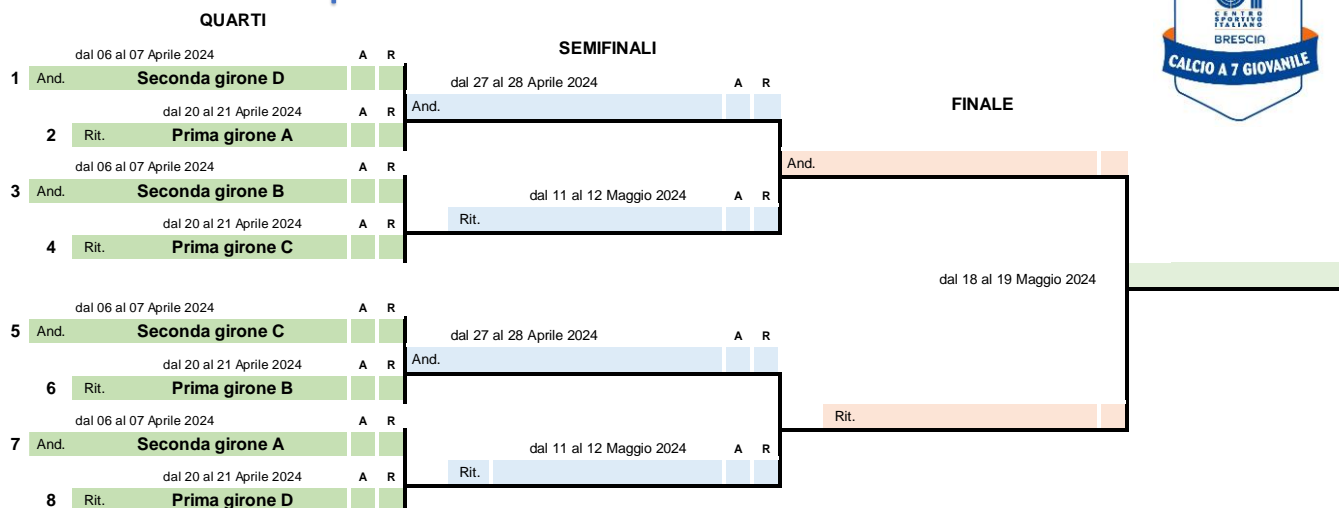 QUARTI
CENTRO
SPORTIVO
ITALIANO
BRESCIA
CALCIO A 7 GIOVANILE
dal 06 al 07 Aprile 2024 A R
SEMIFINALI
1 And. Seconda girone D
dal 27 al 28 Aprile 2024 A R
dal 20 al 21 Aprile 2024 A R
And.
FINALE
2 Rit. Prima girone A
dal 06 al 07 Aprile 2024 A R
And.
3 And. Seconda girone B
dal 11 al 12 Maggio 2024 A R
dal 20 al 21 Aprile 2024 A R
Rit.
4 Rit. Prima girone C
dal 18 al 19 Maggio 2024
dal 06 al 07 Aprile 2024 A R
5 And. Seconda girone C
dal 27 al 28 Aprile 2024 A R
dal 20 al 21 Aprile 2024 A R
And.
6 Rit. Prima girone B
dal 06 al 07 Aprile 2024 A R
Rit.
7 And. Seconda girone A
dal 11 al 12 Maggio 2024 A R
dal 20 al 21 Aprile 2024 A R
Rit.
8 Rit. Prima girone D